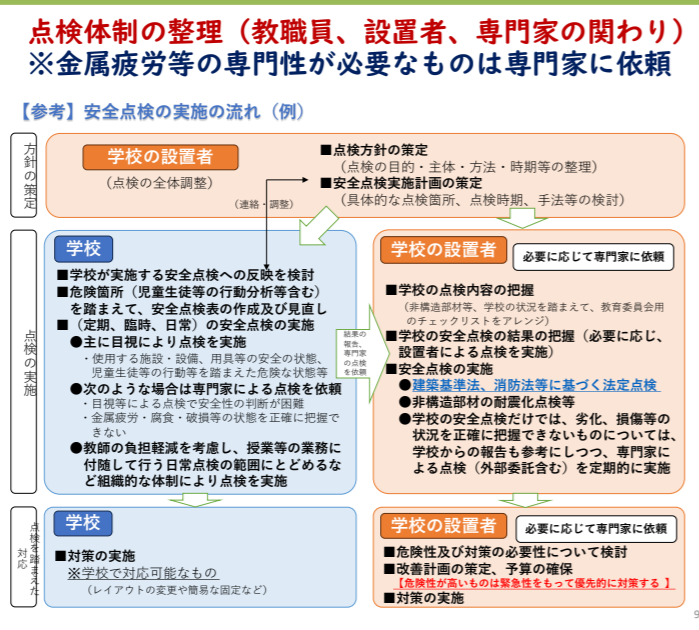 点検体制の整理（教職員、設置者、専門家の関わり）
※金属疲労等の専門性が必要なものは専門家に依頼
【参考】安全点検の実施の流れ（例）
方針の策定
学校の設置者
（点検の全体調整）
■点検方針の策定
（点検の目的・主体・方法・時期等の整理）
■安全点検実施計画の策定
（具体的な点検箇所、点検時期、手法等の検討）
（連絡・調整）
点検の実施
学校
■学校が実施する安全点検への反映を検討
■危険箇所（児童生徒等の行動分析等含む）
を踏まえて、安全点検表の作成及び見直し
■（定期、臨時、日常）の安全点検の実施
●主に目視により点検を実施
・使用する施設・設備、用具等の安全の状態、
児童生徒等の行動等を踏まえた危険な状態等
●次のような場合は専門家による点検を依頼
・目視等による点検で安全性の判断が困難
・金属疲労・腐食・破損等の状態を正確に把握で
きない
●教師の負担軽減を考慮し、授業等の業務に
付随して行う日常点検の範囲にとどめるな
ど組織的な体制により点検を実施
結果の
報告、
専門家
の点検
を依頼
学校の設置者
必要に応じて専門家に依頼
■学校の点検内容の把握
（非構造部材等、学校の状況を踏まえて、教育委員会用
のチェックリストをアレンジ）
■学校の安全点検の結果の把握（必要に応じ、
設置者による点検を実施）
■安全点検の実施
●建築基準法、消防法等に基づく法定点検
●非構造部材の耐震化点検等
●学校の安全点検だけでは、劣化、損傷等の
状況を正確に把握できないものについては、
学校からの報告も参考にしつつ、専門家に
よる点検（外部委託含む）を定期的に実施
点検を踏まえた
対応
学校
■対策の実施
※学校で対応可能なもの
（レイアウトの変更や簡易な固定など）
学校の設置者
必要に応じて専門家に依頼
■危険性及び対策の必要性について検討
■改善計画の策定、予算の確保
【危険性が高いものは緊急性をもって優先的に対策する 】
■対策の実施
9